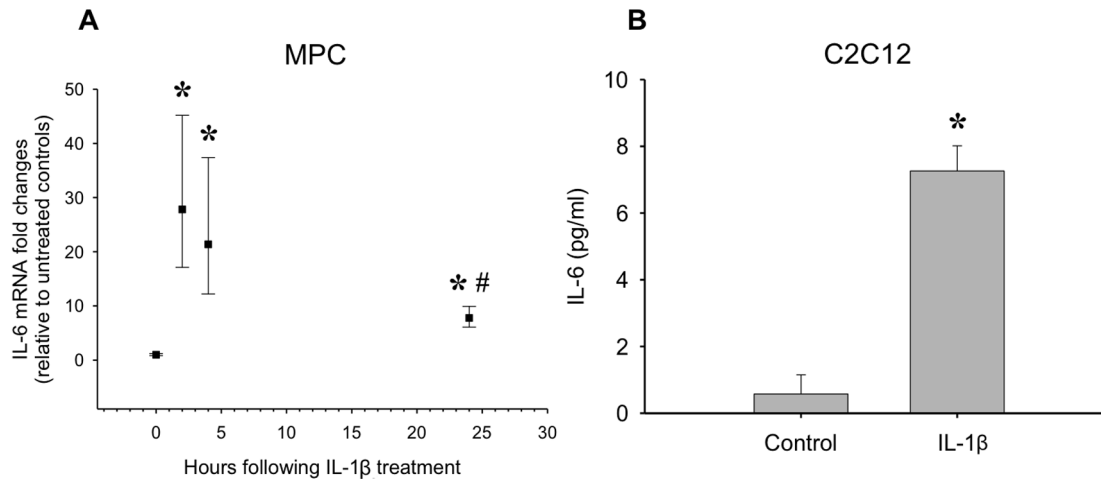 A
MPC
IL-6 mRNA fold changes
(relative to untreated controls)
50
40
30
20
10
0
*
*
* #
0 5 10 15 20 25 30
Hours following IL-1β treatment
B
C2C12
IL-6 (pg/ml)
10
8
6
4
2
0
*
Control IL-1β